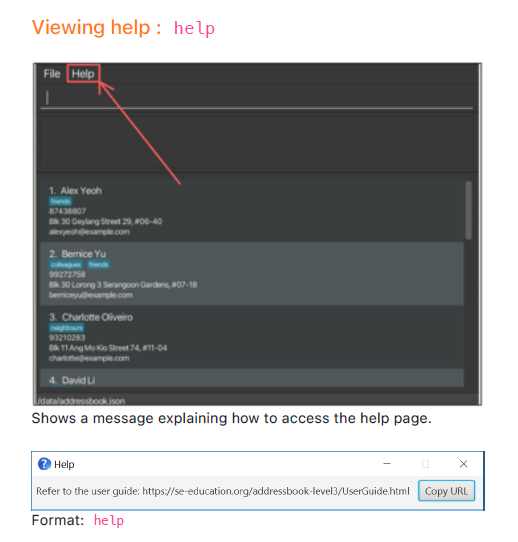 Viewing help : help
File Help
1. Alex Yeoh
friends
87438807
Blk 30 Geylang Street 29, #06-40
alexyeoh@example.com
2. Bernice Yu
colleagues friends
99272758
Blk 30 Lorong 3 Serangoon Gardens, #07-18
berniceyu@example.com
3. Charlotte Oliveiro
neighbours
93210283
Blk 11 Ang Mo Kio Street 74, #11-04
charlotte@example.com
4. David Li
/data/addressbook.json
Shows a message explaining how to access the help page.
Help
Refer to the user guide: https://se-education.org/addressbook-level3/UserGuide.html Copy URL
Format: help